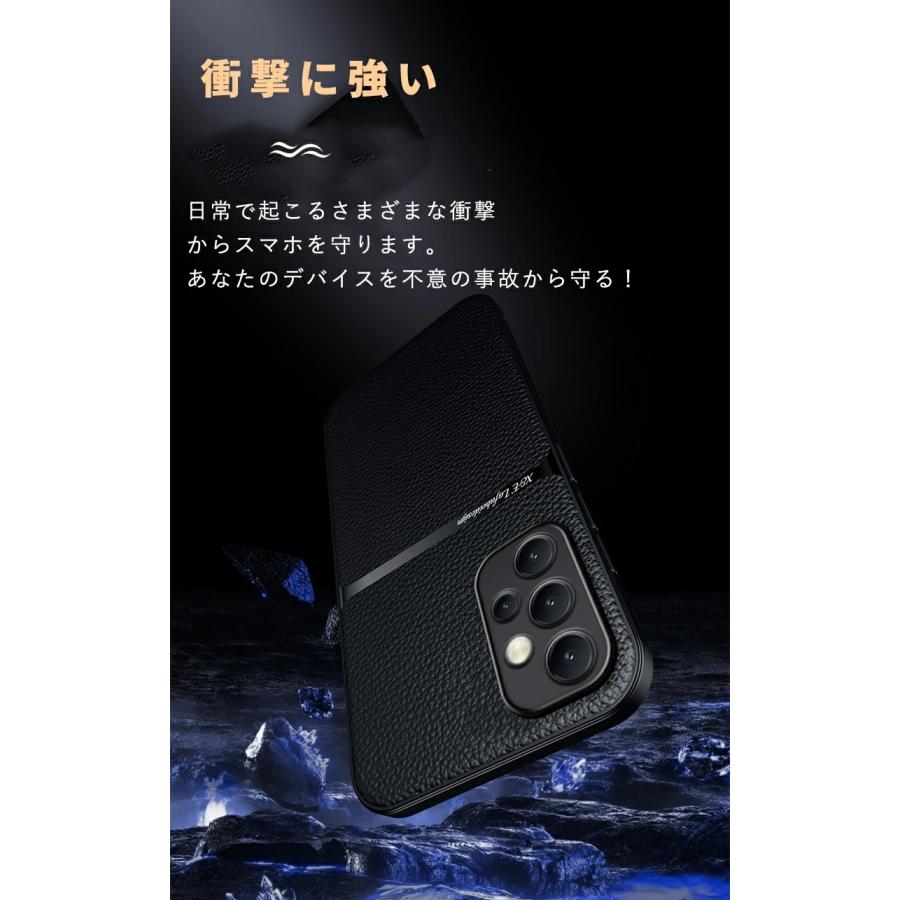 衝撃に強い
日常で起こるさまざまな衝撃
からスマホを守ります。
あなたのデバイスを不意の事故から守る！